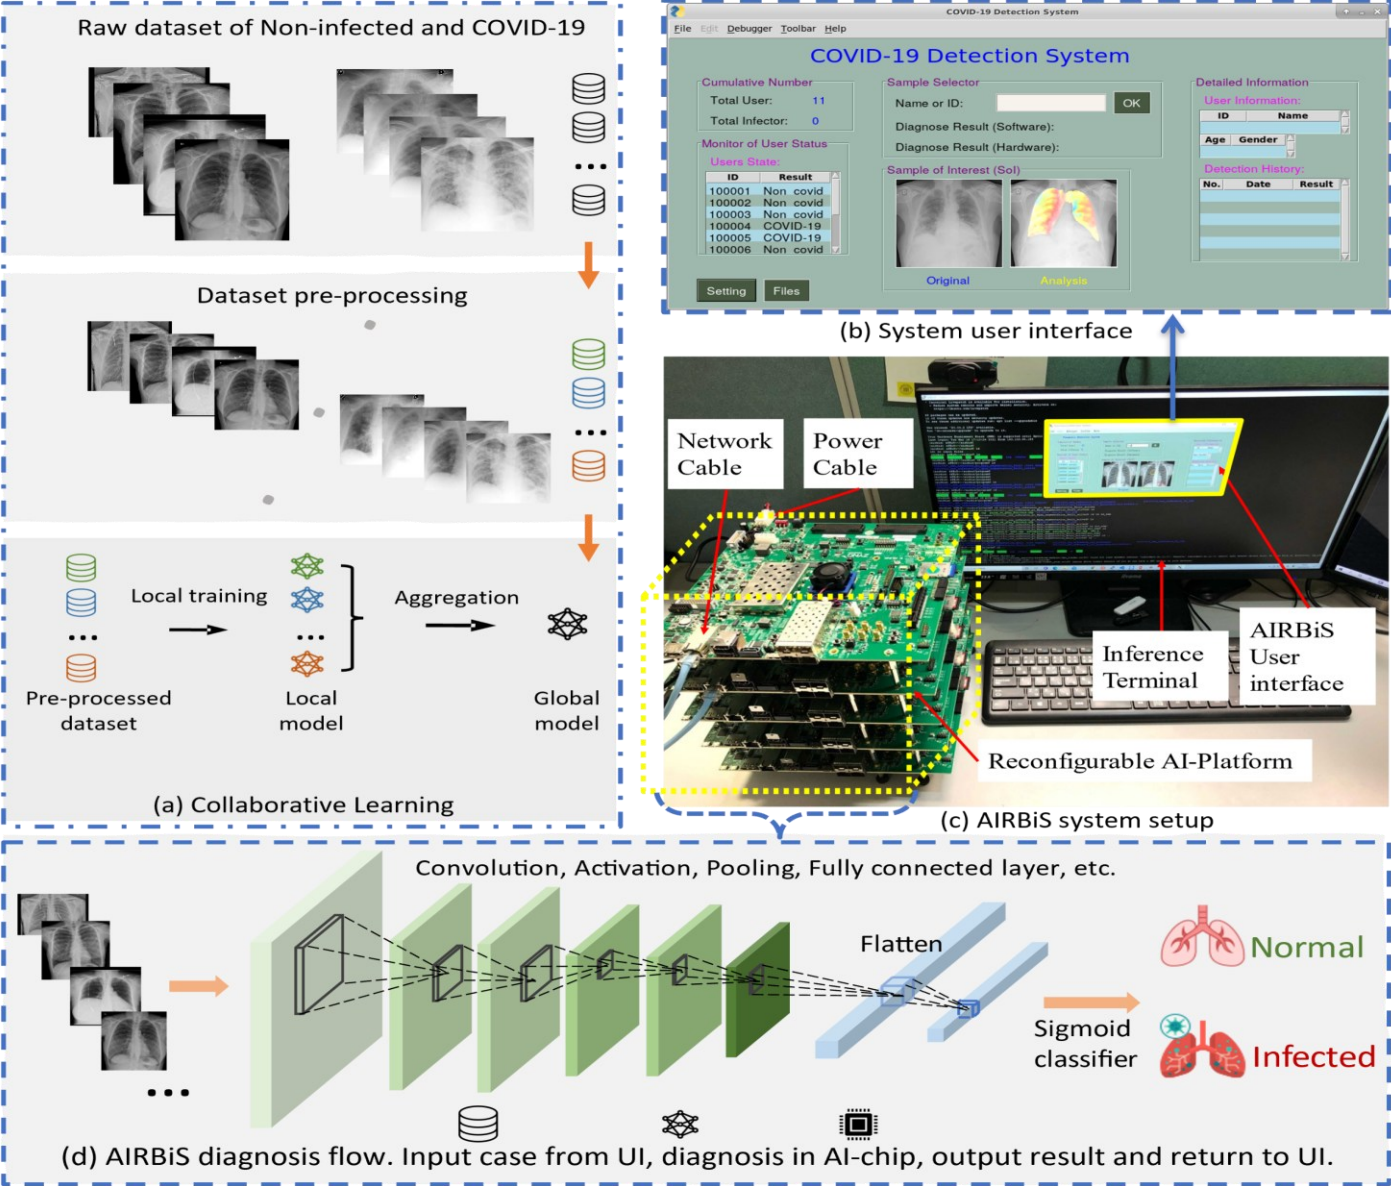 Raw dataset of Non-infected and COVID-19
Dataset pre-processing
Local training
Aggregation
Pre-processed
dataset
Local
model
Global
model
(a) Collaborative Learning
COVID-19 Detection System
File Edit Debugger Toolbar Help
COVID-19 Detection System
Cumulative Number
Total User: 11
Total Infector: 0
Monitor of User Status
Users State:
ID Result
100001 Non covid
100002 Non covid
100003 Non covid
100004 COVID-19
100005 COVID-19
100006 Non covid
Setting Files
Sample Selector
Name or ID: OK
Diagnose Result (Software):
Diagnose Result (Hardware):
Sample of Interest (SoI)
Original Analysis
Detailed Information
User Information:
ID Name
Age Gender
Detection History:
No. Date Result
(b) System user interface
Network
Cable
Power
Cable
Inference
Terminal
AIRBiS
User
interface
Reconfigurable AI-Platform
(c) AIRBiS system setup
Convolution, Activation, Pooling, Fully connected layer, etc.
Flatten
Sigmoid
classifier
Normal
Infected
(d) AIRBiS diagnosis flow. Input case from UI, diagnosis in AI-chip, output result and return to UI.